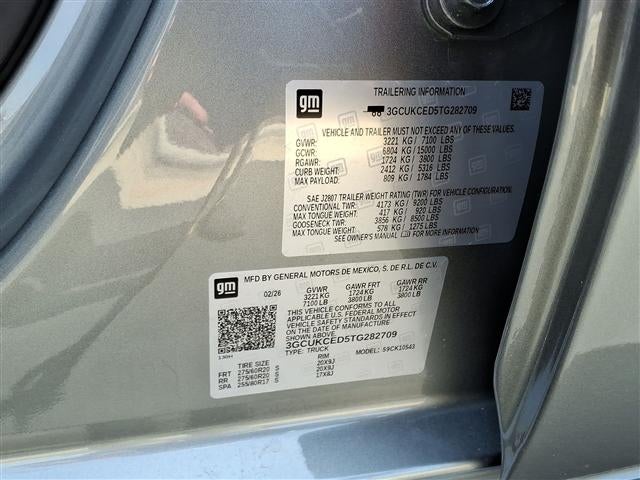 gm
TRAILERING INFORMATION
3GCUKCED5TG282709
VEHICLE AND TRAILER MUST NOT EXCEED ANY OF THESE VALUES.
GVWR: 3221 KG / 7100 LBS
GCWR: 6804 KG / 15000 LBS
RGAWR: 1724 KG / 3800 LBS
CURB WEIGHT: 2412 KG / 5316 LBS
MAX PAYLOAD: 809 KG / 1784 LBS
SAE J2807 TRAILER WEIGHT RATING (TWR) FOR VEHICLE CONFIGURATION.
CONVENTIONAL TWR: 4173 KG / 9200 LBS
MAX TONGUE WEIGHT: 417 KG / 920 LBS
GOOSENECK TWR: 3856 KG / 8500 LBS
MAX TONGUE WEIGHT: 578 KG / 1275 LBS
SEE OWNER'S MANUAL FOR MORE INFORMATION
gm
MFD BY GENERAL MOTORS DE MEXICO, S. DE R.L. DE C.V.
02/26 GVWR GAWR FRT GAWR RR
3221 KG 1724 KG 1724 KG
7100 LB 3800 LB 3800 LB
THIS VEHICLE CONFORMS TO ALL
APPLICABLE U.S. FEDERAL MOTOR
VEHICLE SAFETY STANDARDS IN EFFECT
ON THE DATE OF MANUFACTURE
SHOWN ABOVE.
3GCUKCED5TG282709
TYPE: TRUCK MODEL: S9CK10543
TIRE SIZE RIM
FRT 275/60R20 S 20X9J
RR 275/60R20 S 20X9J
SPA 255/80R17 S 17X8J